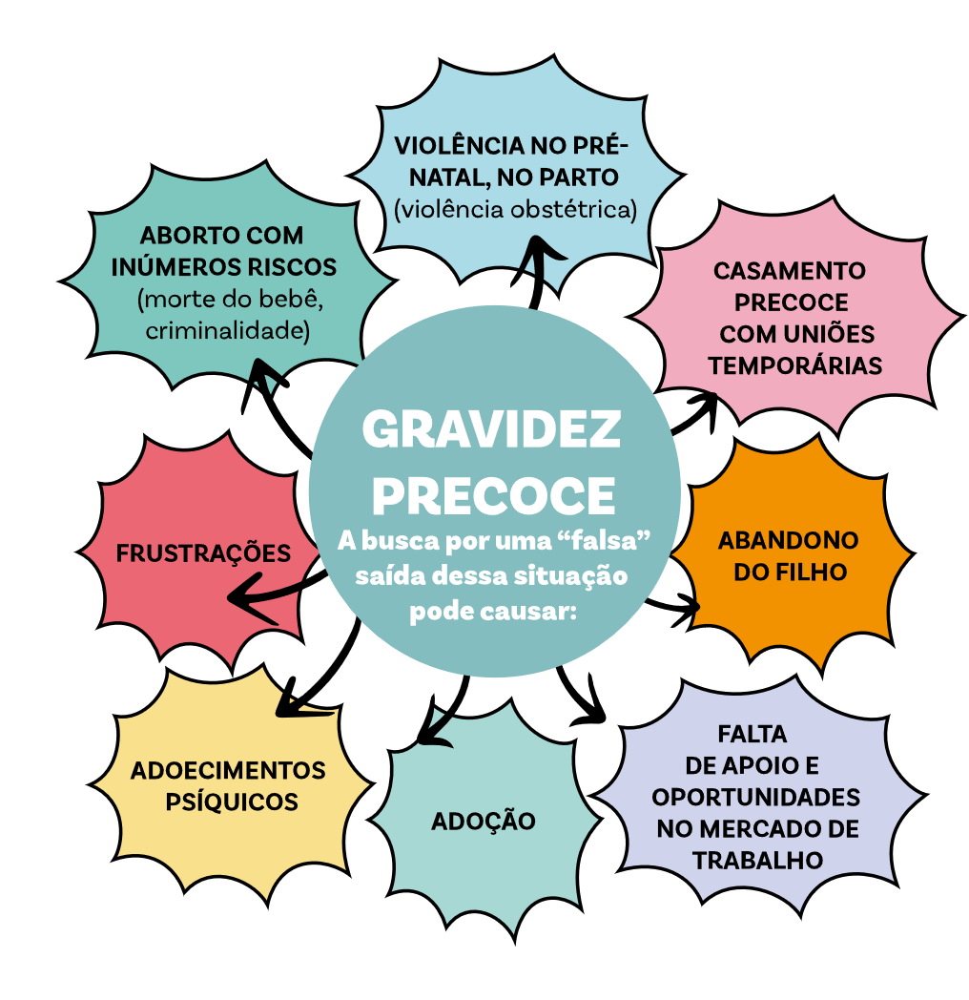 VIOLÊNCIA NO PRÉ-
NATAL, NO PARTO
(violência obstétrica)
ABORTO COM
INÚMEROS RISCOS
(morte do bebê,
criminalidade)
CASAMENTO
PRECOCE
COM UNIÕES
TEMPORÁRIAS
GRAVIDEZ
PRECOCE
A busca por uma “falsa”
saída dessa situação
pode causar:
FRUSTRAÇÕES
ABANDONO
DO FILHO
ADOECIMENTOS
PSÍQUICOS
ADOÇÃO
FALTA
DE APOIO E
OPORTUNIDADES
NO MERCADO DE
TRABALHO